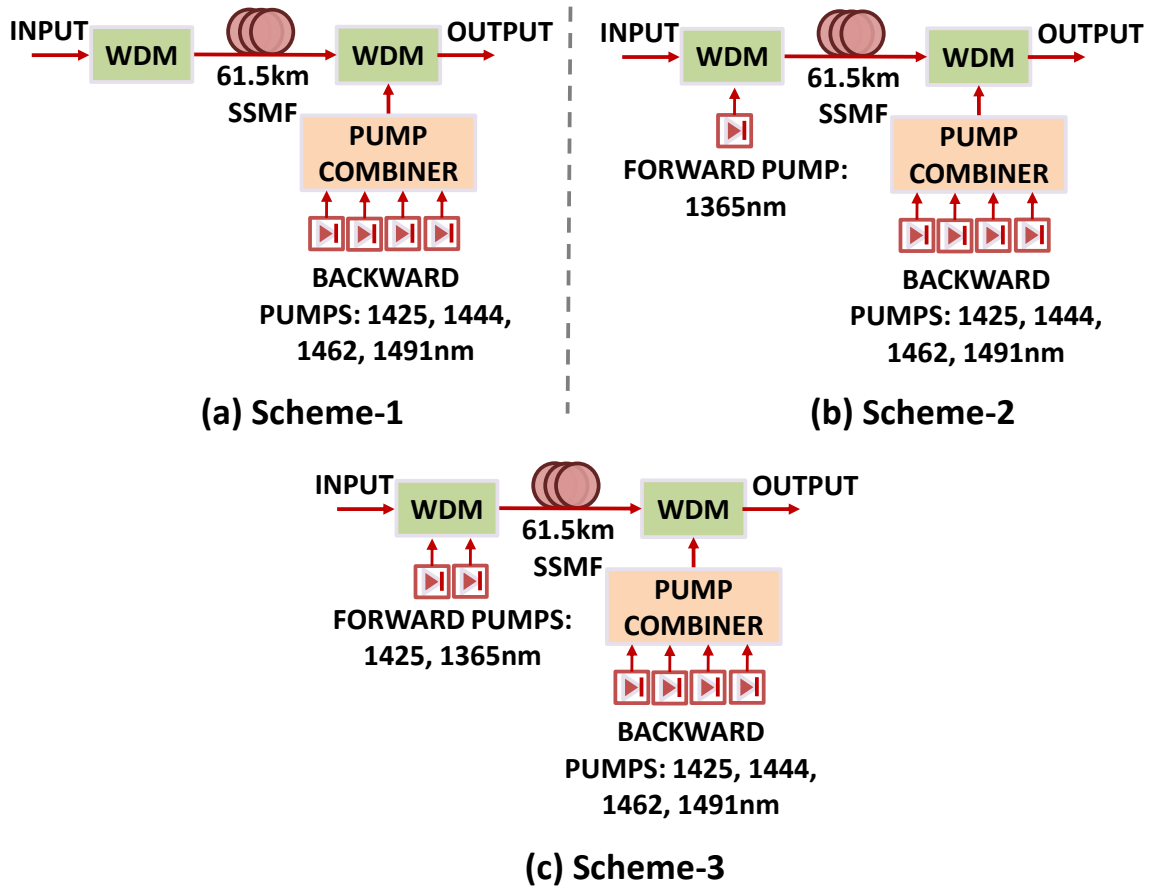 INPUT
WDM
61.5km
SSMF
WDM
OUTPUT
PUMP
COMBINER
BACKWARD
PUMPS: 1425, 1444,
1462, 1491nm
(a) Scheme-1
INPUT
WDM
61.5km
SSMF
WDM
OUTPUT
FORWARD PUMP:
1365nm
PUMP
COMBINER
BACKWARD
PUMPS: 1425, 1444,
1462, 1491nm
(b) Scheme-2
INPUT
WDM
61.5km
SSMF
WDM
OUTPUT
FORWARD PUMPS:
1425, 1365nm
PUMP
COMBINER
BACKWARD
PUMPS: 1425, 1444,
1462, 1491nm
(c) Scheme-3